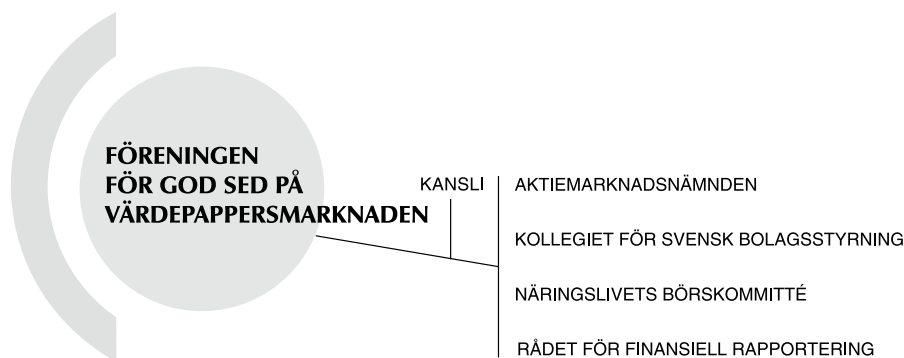 FÖRENINGEN
FÖR GOD SED PÅ
VÄRDEPAPPERSMARKNADEN
KANSLI
AKTIEMARKNADSNÄMNDEN
KOLLEGIET FÖR SVENSK BOLAGSSTYRNING
NÄRINGSLIVETS BÖRSKOMMITTÉ
RÅDET FÖR FINANSIELL RAPPORTERING